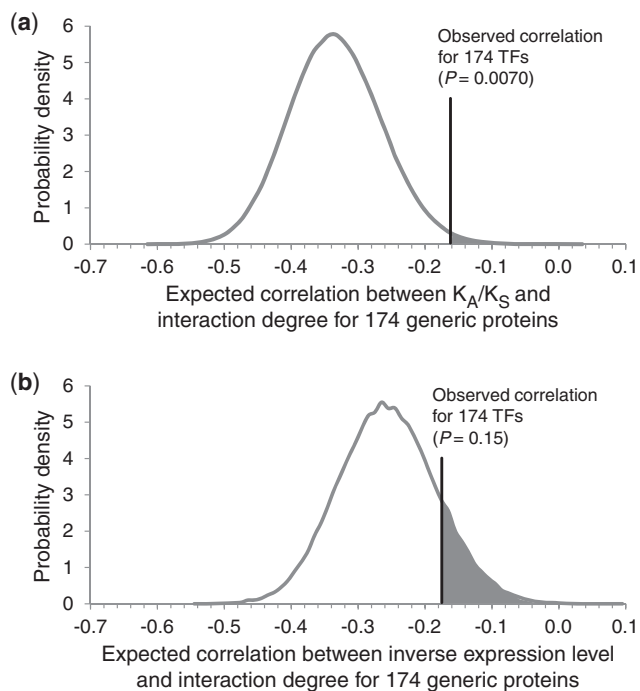 (a)
Observed correlation
for 174 TFs
(P = 0.0070)
Probability density
6
5
4
3
2
1
0
-0.7 -0.6 -0.5 -0.4 -0.3 -0.2 -0.1 0.0 0.1
Expected correlation between KA/KS and
interaction degree for 174 generic proteins
(b)
Observed correlation
for 174 TFs
(P = 0.15)
Probability density
6
5
4
3
2
1
0
-0.7 -0.6 -0.5 -0.4 -0.3 -0.2 -0.1 0.0 0.1
Expected correlation between inverse expression level
and interaction degree for 174 generic proteins